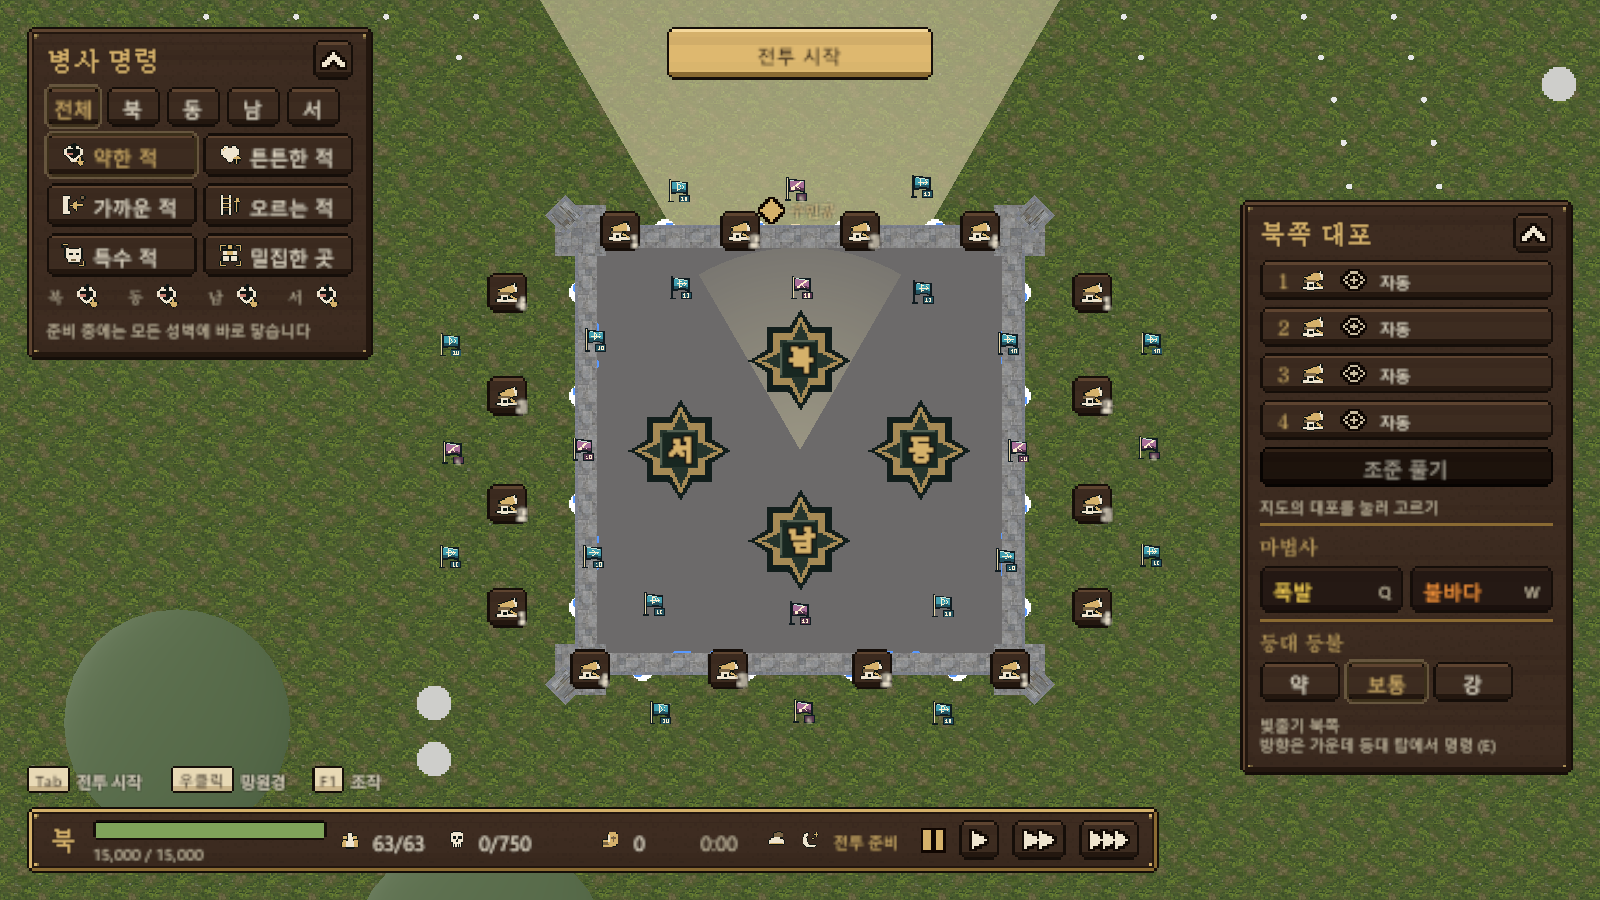 전투 시작
병사 명령
전체 북 동 남 서
약한 적 튼튼한 적
가까운 적 오르는 적
특수 적 밀집한 곳
북 동 남 서
준비 중에는 모든 성벽에 바로 닿습니다
북
서 동
남
북쪽 대포
1 자동
2 자동
3 자동
4 자동
조준 풀기
지도의 대포를 눌러 고르기
마법사
폭발 Q 불바다 W
등대 등불
약 보통 강
빛줄기 북쪽
방향은 가운데 등대 탑에서 명령 (E)
Tab 전투 시작 우클릭 망원경 F1 조작
북 15,000 / 15,000 63/63 0/750 0 0:00 전투 준비